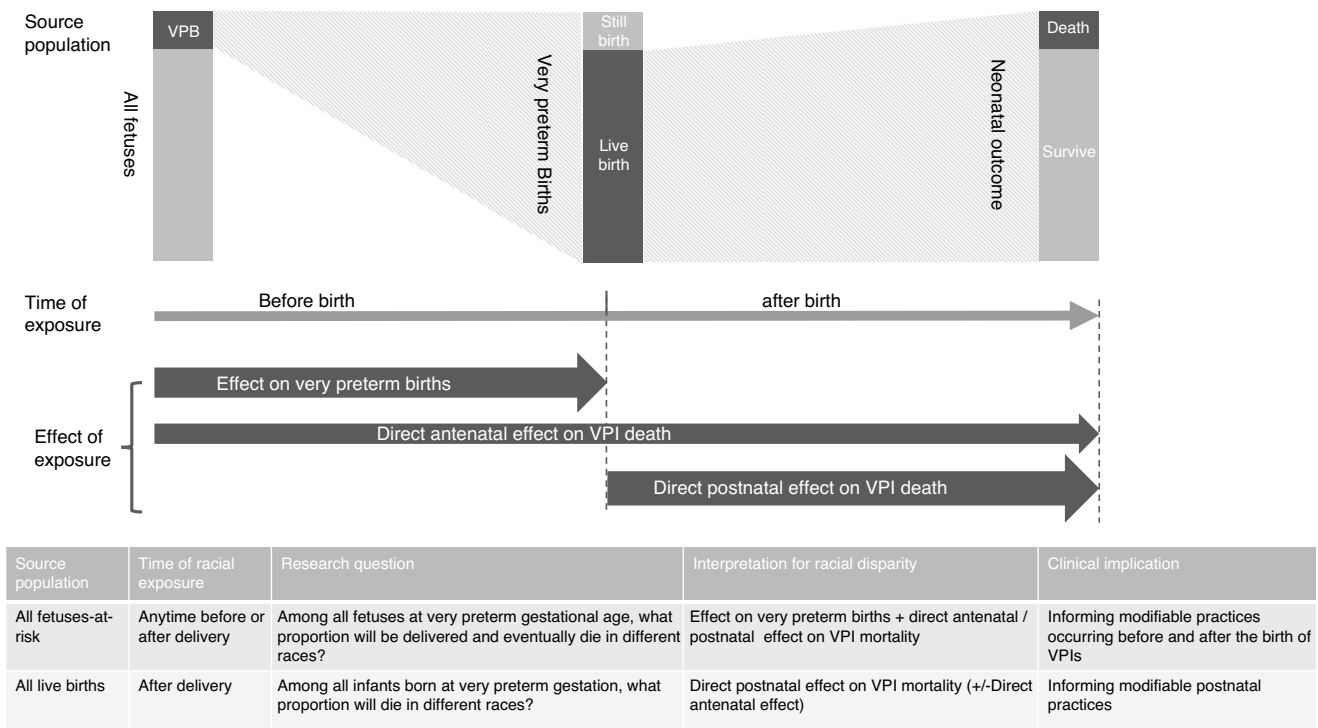 Source
population
VPB
All fetuses
Still
birth
Very preterm Births
Live
birth
Neonatal outcome
Death
Survive
Time of
exposure
Before birth
after birth
Effect of
exposure
Effect on very preterm births
Direct antenatal effect on VPI death
Direct postnatal effect on VPI death
Source
population
Time of racial
exposure
Research question
Interpretation for racial disparity
Clinical implication
All fetuses-at-
risk
Anytime before or
after delivery
Among all fetuses at very preterm gestational age, what
proportion will be delivered and eventually die in different
races?
Effect on very preterm births + direct antenatal /
postnatal effect on VPI mortality
Informing modifiable practices
occurring before and after the birth of
VPIs
All live births
After delivery
Among all infants born at very preterm gestation, what
proportion will die in different races?
Direct postnatal effect on VPI mortality (+/-Direct
antenatal effect)
Informing modifiable postnatal
practices